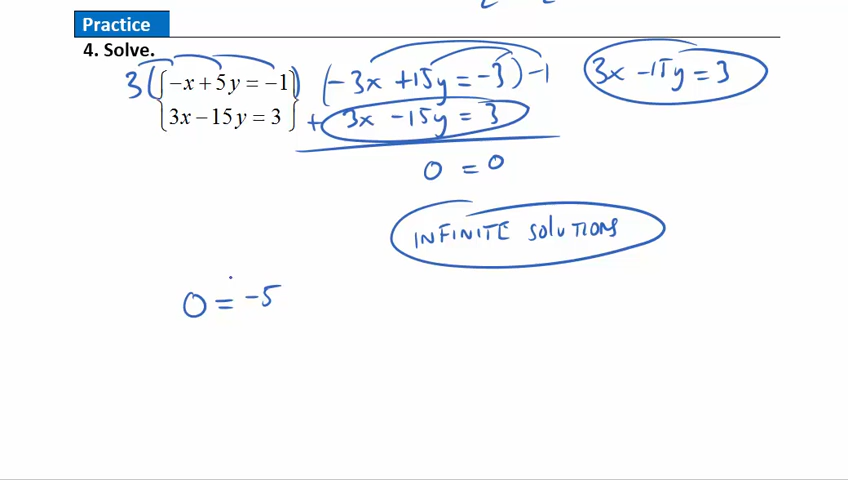 Practice
4. Solve.
3({−x + 5y = −1) (−3x +15y = −3) −1 3x −15y = 3
{3x − 15y = 3} + 3x −15y = 3
0 = 0
INFINITE SOLUTIONS
0 = −5